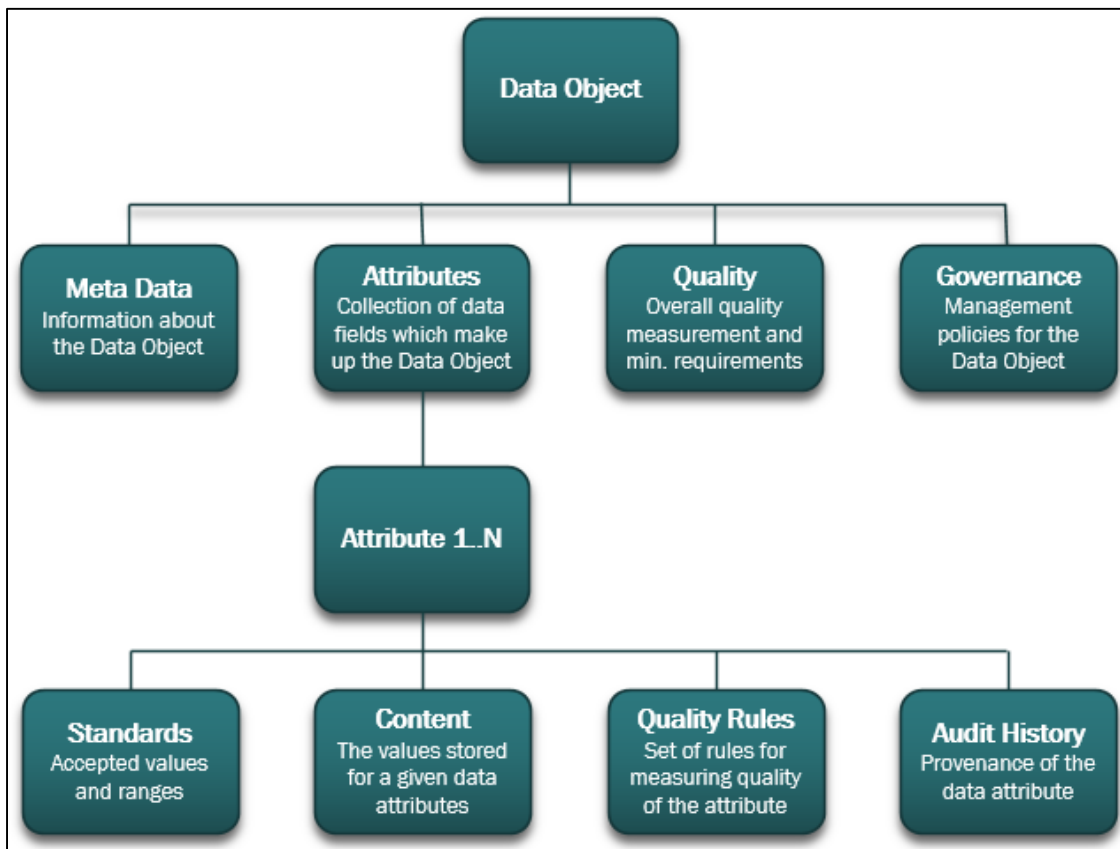 Data Object
Meta Data
Information about
the Data Object
Attributes
Collection of data
fields which make
up the Data Object
Quality
Overall quality
measurement and
min. requirements
Governance
Management
policies for the
Data Object
Attribute 1..N
Standards
Accepted values
and ranges
Content
The values stored
for a given data
attributes
Quality Rules
Set of rules for
measuring quality
of the attribute
Audit History
Provenance of the
data attribute